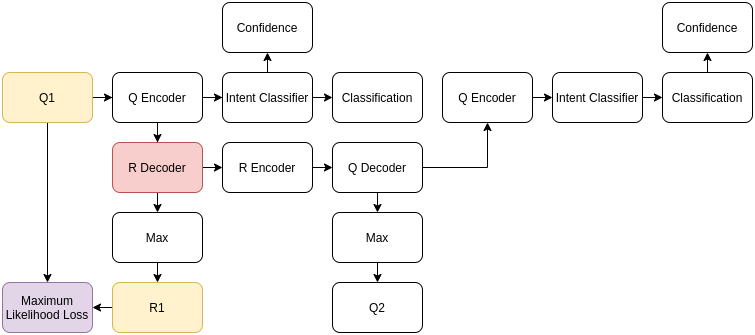 Confidence
Confidence
Q1
Q Encoder
Intent Classifier
Classification
Q Encoder
Intent Classifier
Classification
R Decoder
R Encoder
Q Decoder
Max
Max
Maximum
Likelihood Loss
R1
Q2